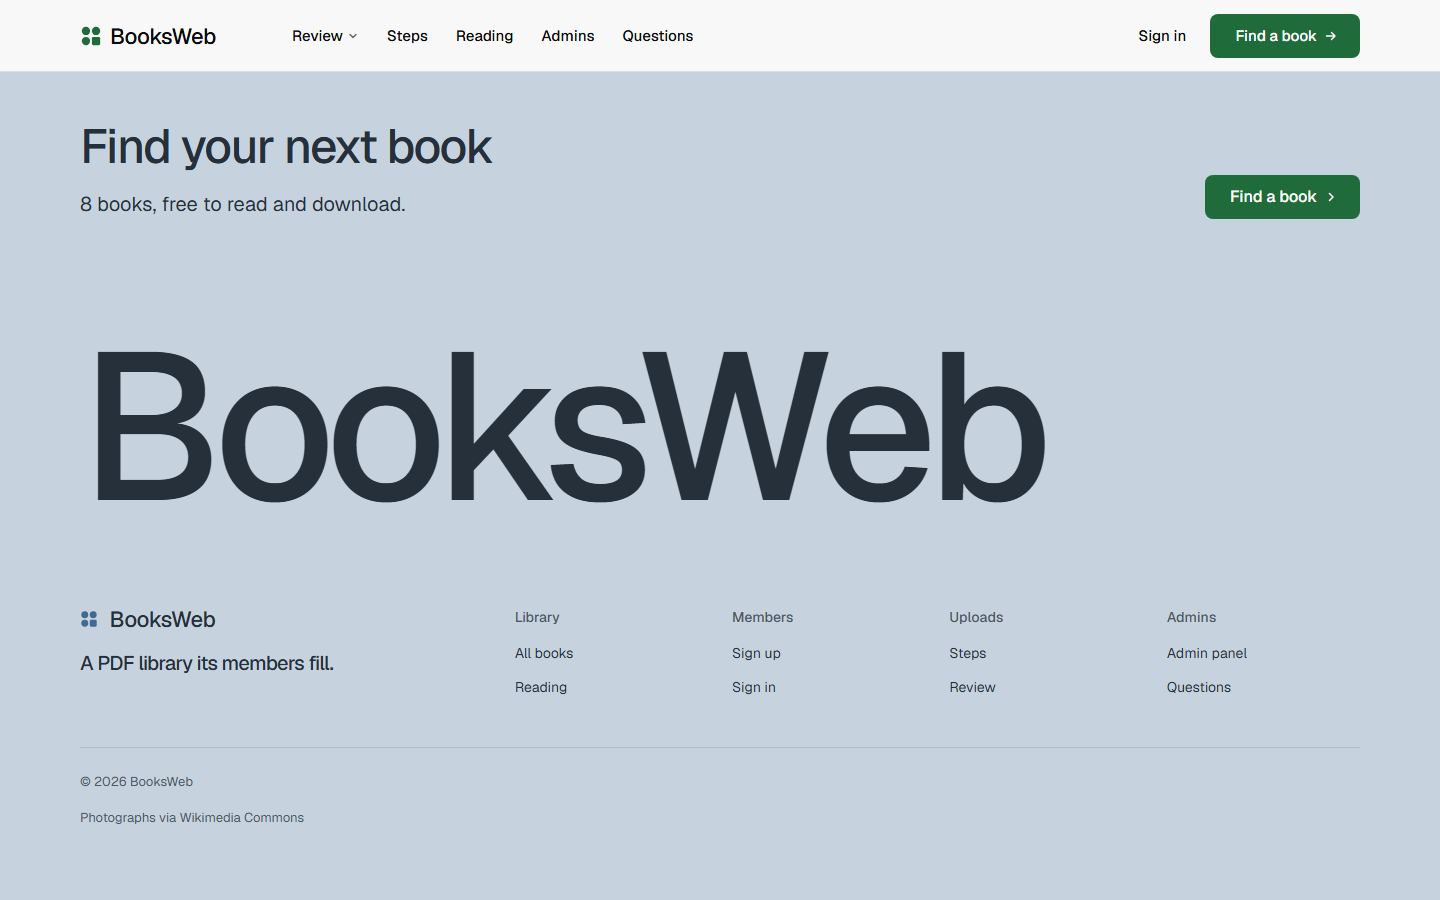 BooksWeb
Review
Steps
Reading
Admins
Questions
Sign in
Find a book
Find your next book
8 books, free to read and download.
Find a book
BooksWeb
BooksWeb
A PDF library its members fill.
Library
All books
Reading
Members
Sign up
Sign in
Uploads
Steps
Review
Admins
Admin panel
Questions
© 2026 BooksWeb
Photographs via Wikimedia Commons